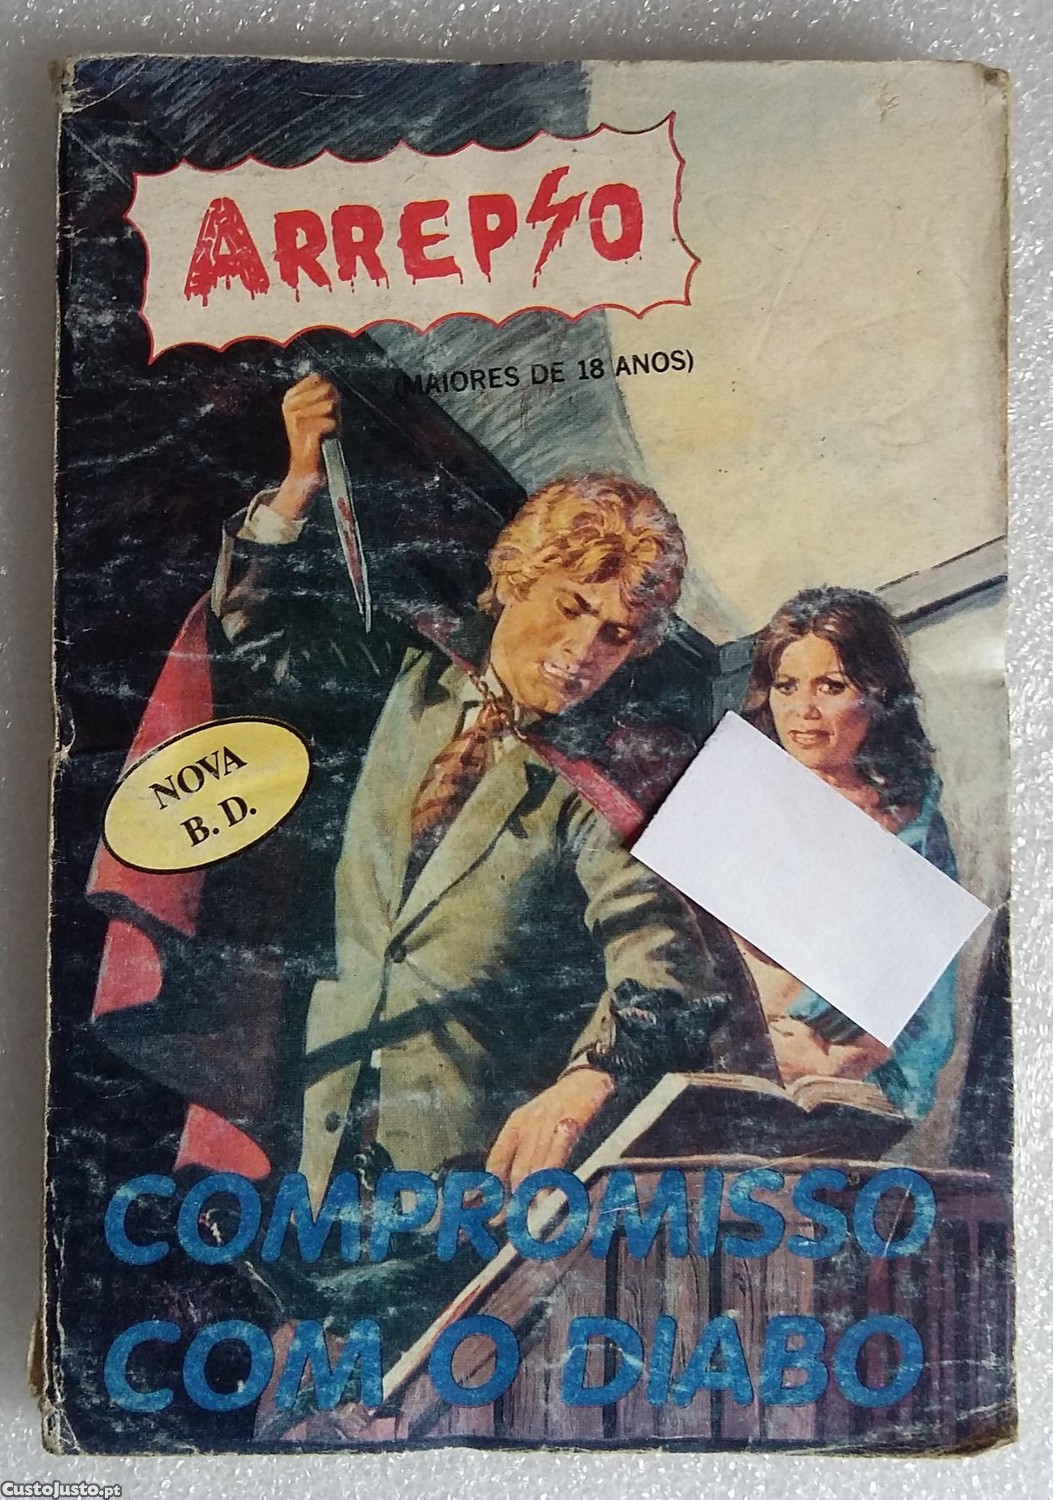 ARREPIO
(MAIORES DE 18 ANOS)
NOVA
B. D.
COMPROMISSO
COM O DIABO
CustoJusto.pt